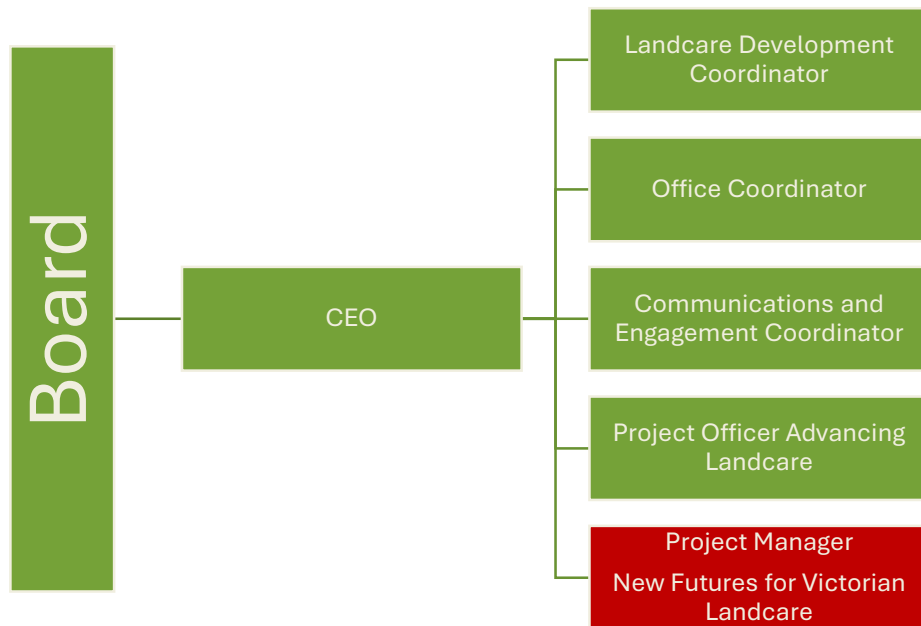 Board
CEO
Landcare Development
Coordinator
Office Coordinator
Communications and
Engagement Coordinator
Project Officer Advancing
Landcare
Project Manager
New Futures for Victorian
Landcare